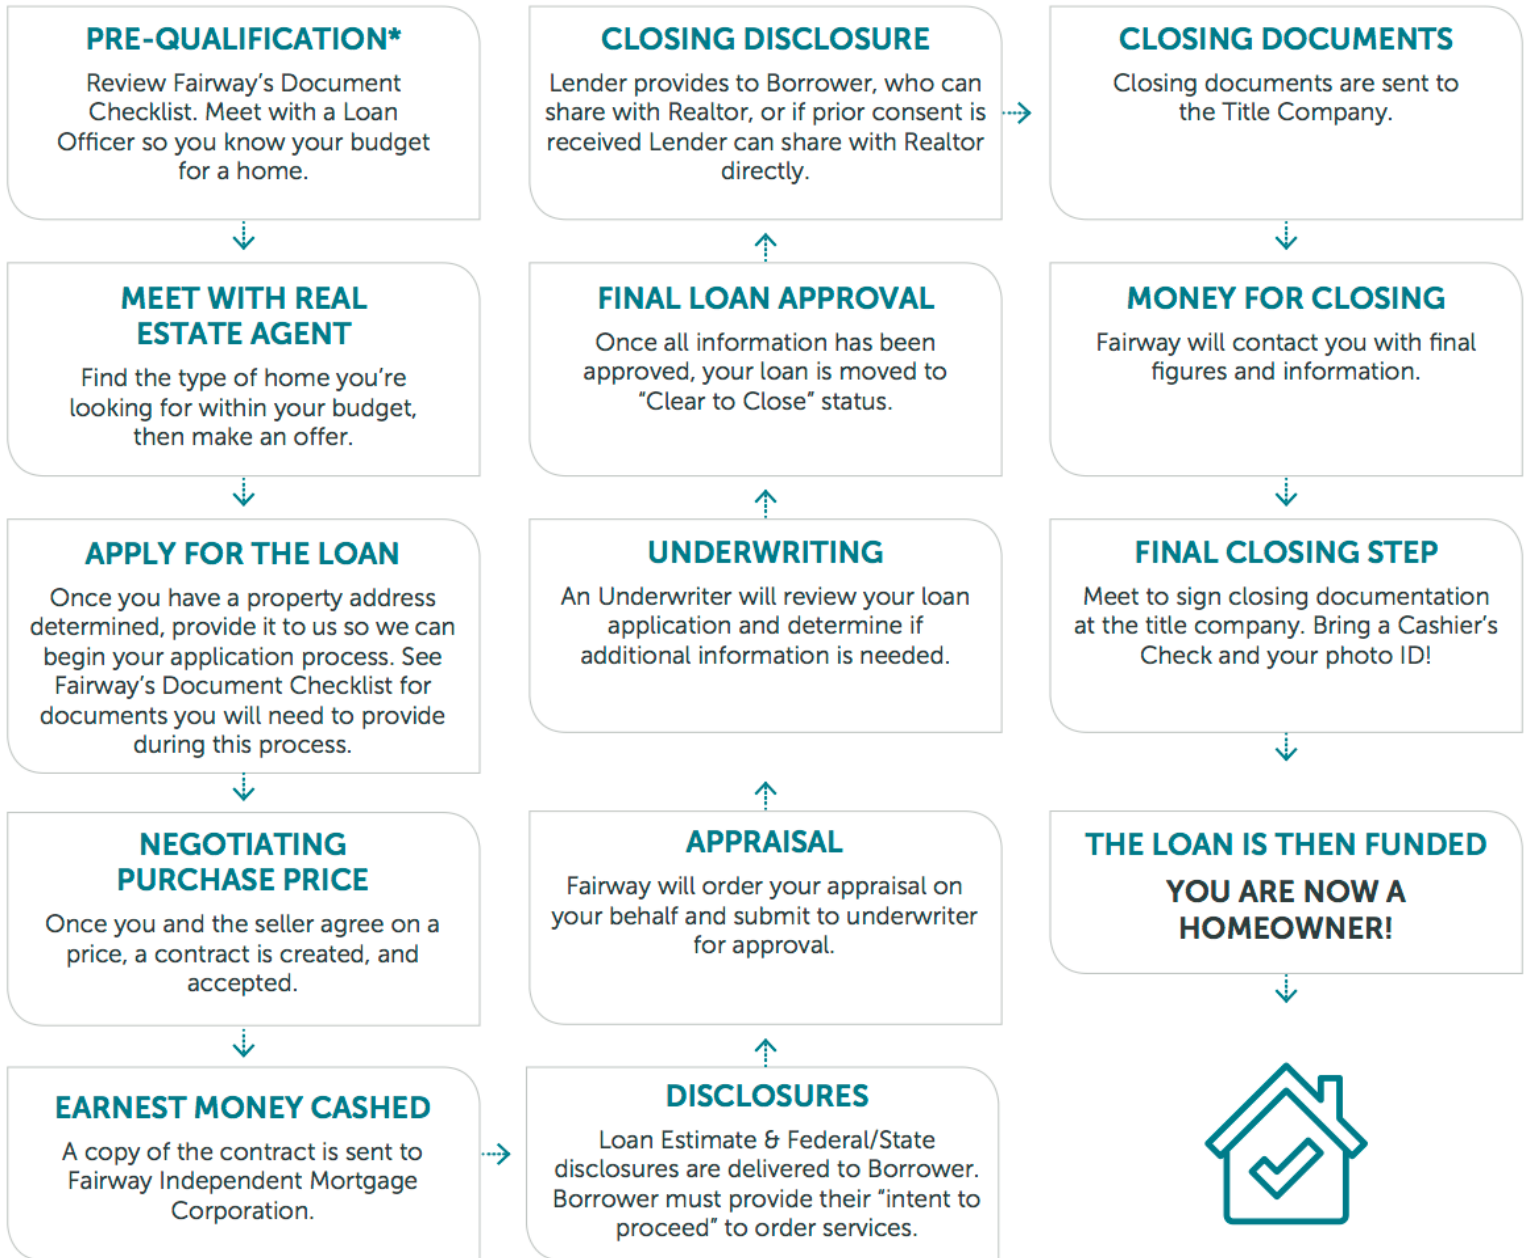 PRE-QUALIFICATION*
Review Fairway’s Document
Checklist. Meet with a Loan
Officer so you know your budget
for a home.
MEET WITH REAL
ESTATE AGENT
Find the type of home you’re
looking for within your budget,
then make an offer.
APPLY FOR THE LOAN
Once you have a property address
determined, provide it to us so we can
begin your application process. See
Fairway’s Document Checklist for
documents you will need to provide
during this process.
NEGOTIATING
PURCHASE PRICE
Once you and the seller agree on a
price, a contract is created, and
accepted.
EARNEST MONEY CASHED
A copy of the contract is sent to
Fairway Independent Mortgage
Corporation.
DISCLOSURES
Loan Estimate & Federal/State
disclosures are delivered to Borrower.
Borrower must provide their “intent to
proceed” to order services.
APPRAISAL
Fairway will order your appraisal on
your behalf and submit to underwriter
for approval.
UNDERWRITING
An Underwriter will review your loan
application and determine if
additional information is needed.
FINAL LOAN APPROVAL
Once all information has been
approved, your loan is moved to
“Clear to Close” status.
CLOSING DISCLOSURE
Lender provides to Borrower, who can
share with Realtor, or if prior consent is
received Lender can share with Realtor
directly.
CLOSING DOCUMENTS
Closing documents are sent to
the Title Company.
MONEY FOR CLOSING
Fairway will contact you with final
figures and information.
FINAL CLOSING STEP
Meet to sign closing documentation
at the title company. Bring a Cashier’s
Check and your photo ID!
THE LOAN IS THEN FUNDED
YOU ARE NOW A
HOMEOWNER!